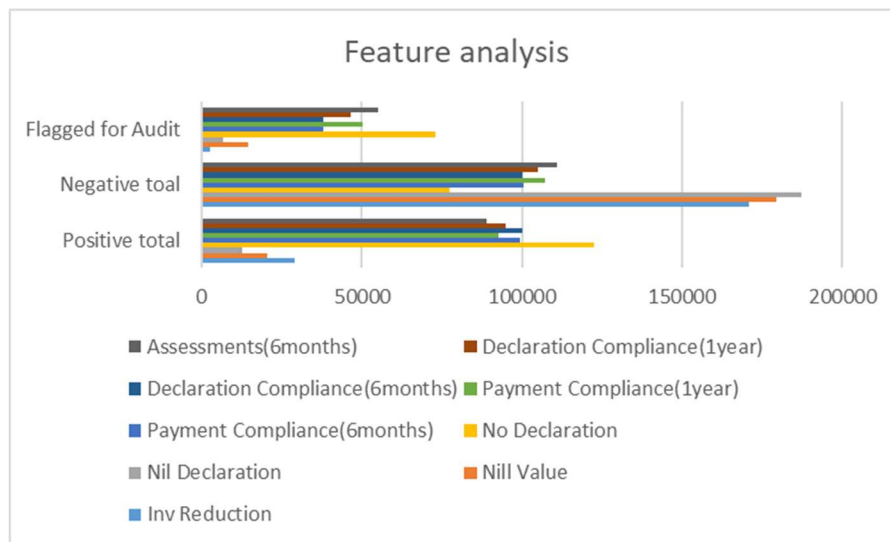 Feature analysis
Flagged for Audit
Negative toal
Positive total
0 50000 100000 150000 200000
Assessments(6months) Declaration Compliance(1year)
Declaration Compliance(6months) Payment Compliance(1year)
Payment Compliance(6months) No Declaration
Nil Declaration Nill Value
Inv Reduction